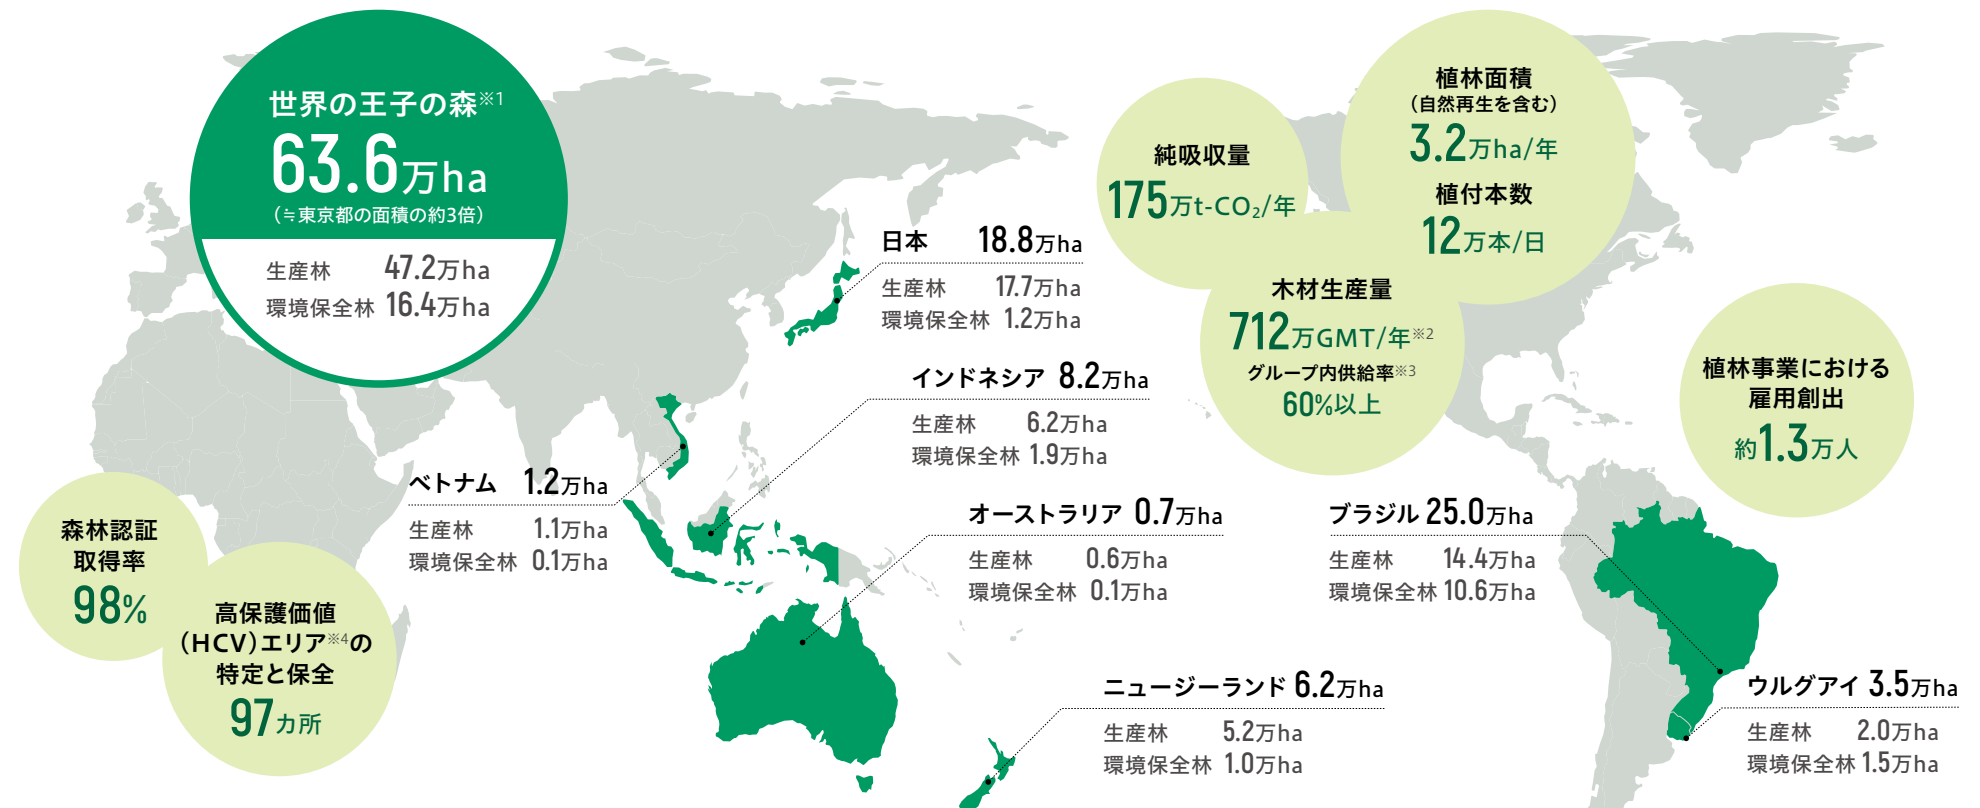 世界の王子の森※1
63.6万ha
(≒東京都の面積の約3倍)
生産林 47.2万ha
環境保全林 16.4万ha
日本 18.8万ha
生産林 17.7万ha
環境保全林 1.2万ha
インドネシア 8.2万ha
生産林 6.2万ha
環境保全林 1.9万ha
ベトナム 1.2万ha
生産林 1.1万ha
環境保全林 0.1万ha
オーストラリア 0.7万ha
生産林 0.6万ha
環境保全林 0.1万ha
ニュージーランド 6.2万ha
生産林 5.2万ha
環境保全林 1.0万ha
ブラジル 25.0万ha
生産林 14.4万ha
環境保全林 10.6万ha
ウルグアイ 3.5万ha
生産林 2.0万ha
環境保全林 1.5万ha
純吸収量
175万t-CO₂/年
植林面積
(自然再生を含む)
3.2万ha/年
植付本数
12万本/日
木材生産量
712万GMT/年※2
グループ内供給率※3
60%以上
植林事業における
雇用創出
約1.3万人
森林認証
取得率
98%
高保護価値
(HCV)エリア※4の
特定と保全
97カ所